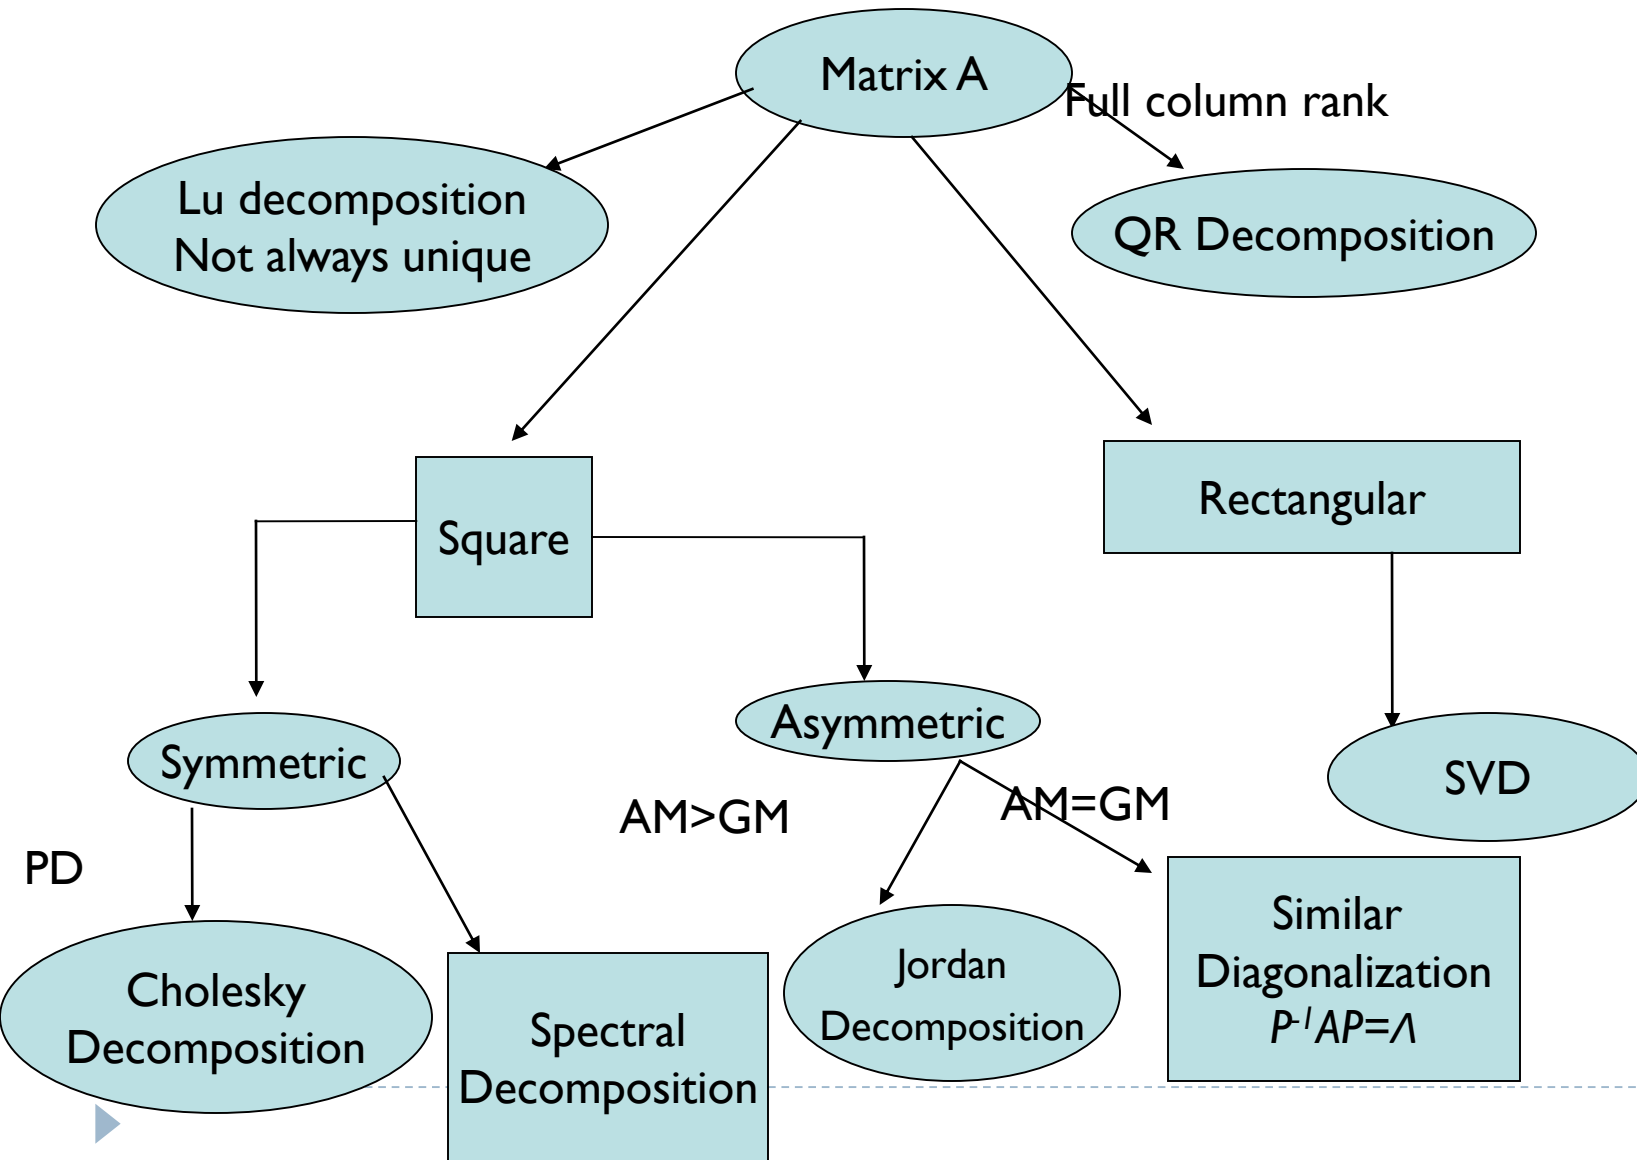 Matrix A
Full column rank
Lu decomposition
Not always unique
QR Decomposition
Square
Rectangular
Symmetric
Asymmetric
SVD
PD
AM>GM
AM=GM
Cholesky
Decomposition
Spectral
Decomposition
Jordan
Decomposition
Similar
Diagonalization
P⁻¹AP=Λ